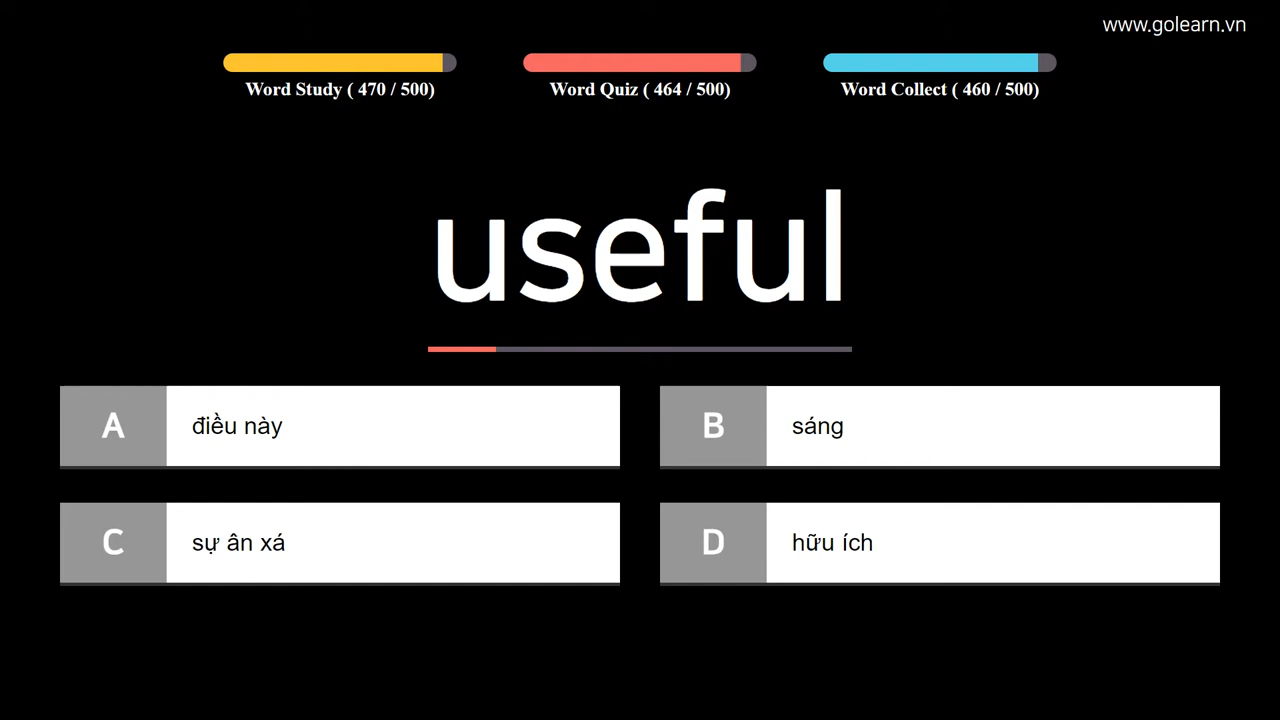 www.golearn.vn
Word Study ( 470 / 500)
Word Quiz ( 464 / 500)
Word Collect ( 460 / 500)
useful
A điều này
B sáng
C sự ân xá
D hữu ích